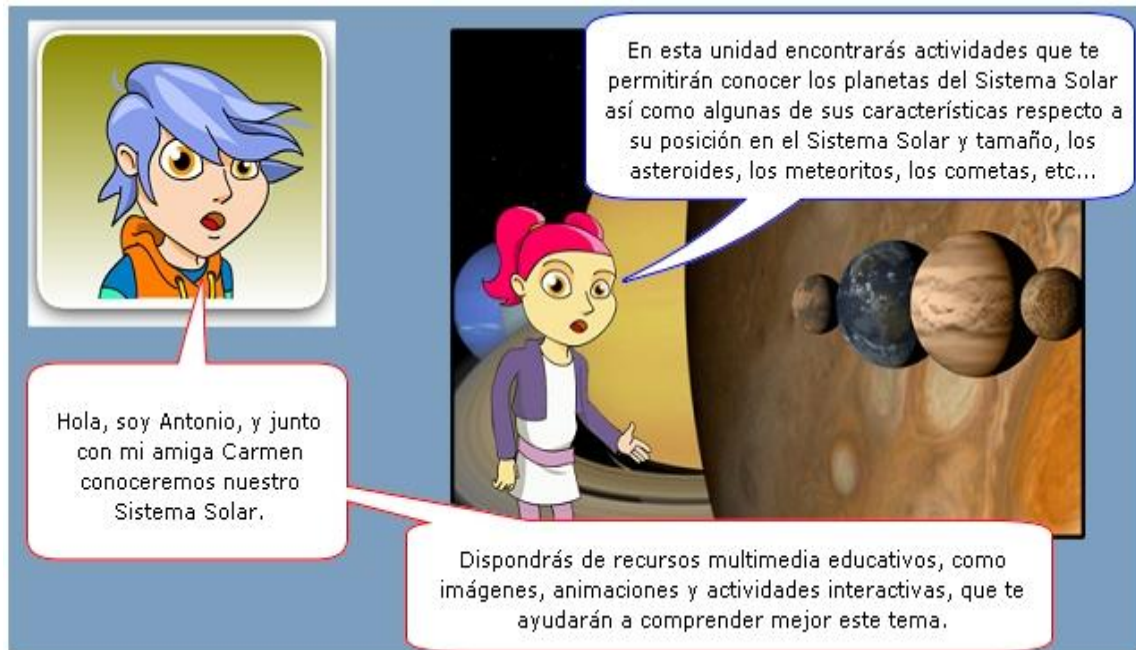 Hola, soy Antonio, y junto
con mi amiga Carmen
conoceremos nuestro
Sistema Solar.
En esta unidad encontrarás actividades que te
permitirán conocer los planetas del Sistema Solar
así como algunas de sus características respecto a
su posición en el Sistema Solar y tamaño, los
asteroides, los meteoritos, los cometas, etc...
Dispondrás de recursos multimedia educativos, como
imágenes, animaciones y actividades interactivas, que te
ayudarán a comprender mejor este tema.